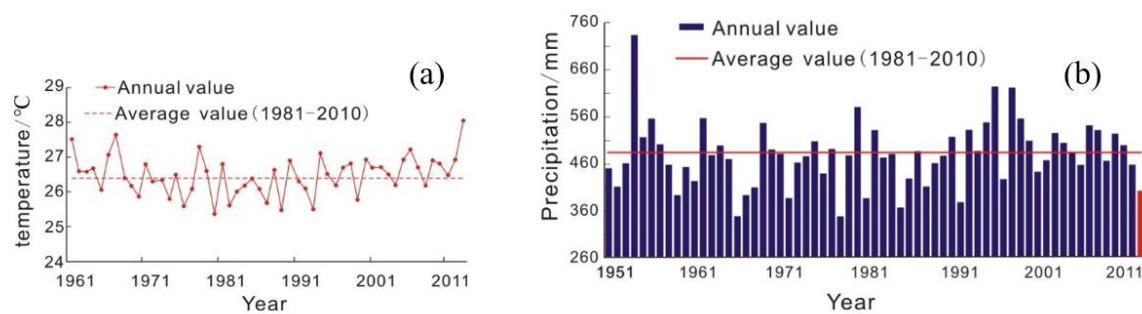 (a)
Annual value
Average value(1981-2010)
temperature/℃
29
28
27
26
25
24
1961 1971 1981 1991 2001 2011
Year
(b)
Annual value
Average value(1981-2010)
Precipitation/mm
760
660
560
460
360
260
1951 1961 1971 1981 1991 2001 2011
Year